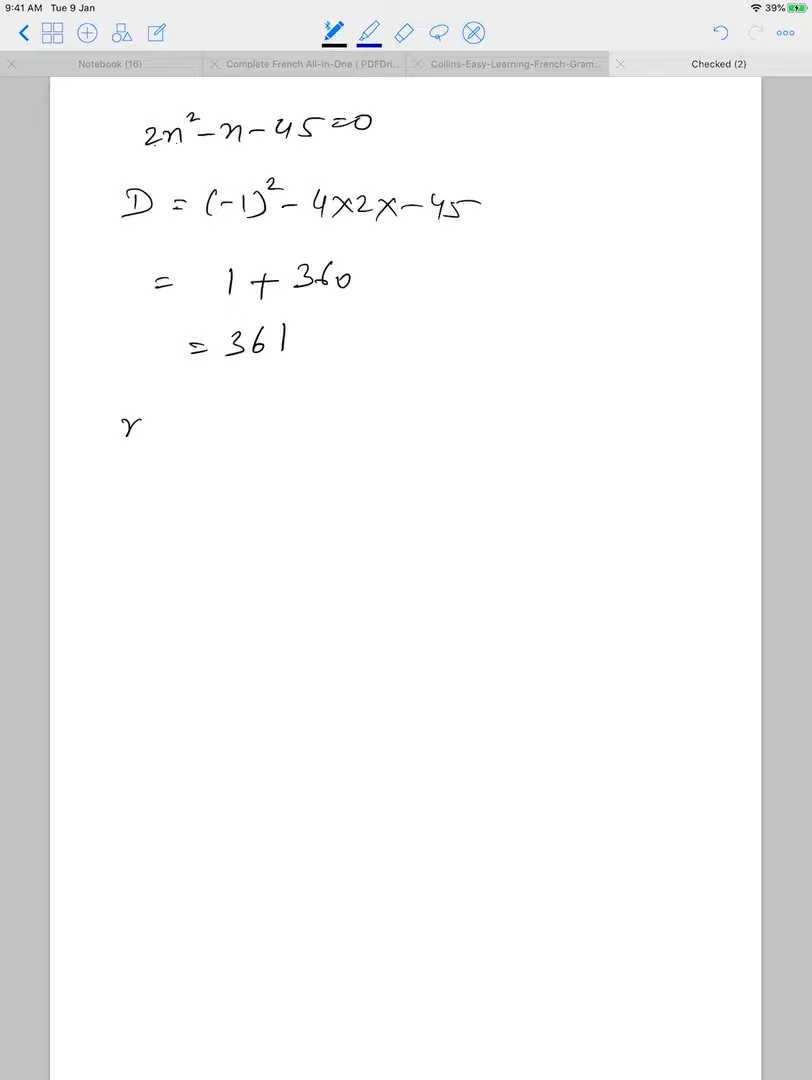 9:41 AM Tue 9 Jan 39%
Notebook (16) Complete French All-in-One ( PDFDri... Collins-Easy-Learning-French-Gram... Checked (2)
2x² - x - 45 = 0
D = (-1)² - 4×2×-45
= 1 + 360
= 361
x